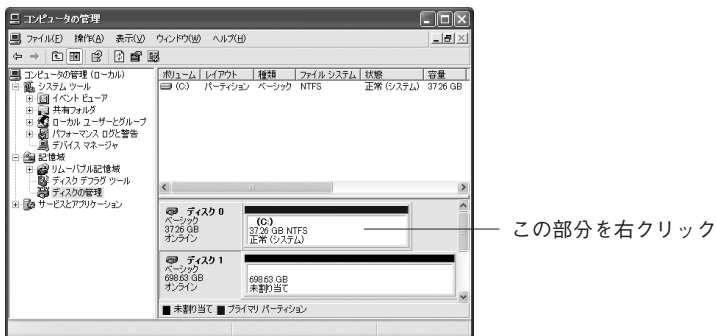 コンピュータの管理
ファイル(F) 操作(A) 表示(V) ウィンドウ(W) ヘルプ(H)
コンピュータの管理 (ローカル)
システム ツール
イベント ビューア
共有フォルダ
ローカル ユーザーとグループ
パフォーマンス ログと警告
デバイス マネージャ
記憶域
リムーバブル記憶域
ディスク デフラグ ツール
ディスクの管理
サービスとアプリケーション
ボリューム レイアウト 種類 ファイル システム 状態 容量
(C:) パーティション ベーシック NTFS 正常 (システム) 37.26 GB
ディスク 0
ベーシック
37.26 GB
オンライン
(C:)
37.26 GB NTFS
正常 (システム)
ディスク 1
ベーシック
698.63 GB
オンライン
698.63 GB
未割り当て
未割り当て プライマリ パーティション
この部分を右クリック